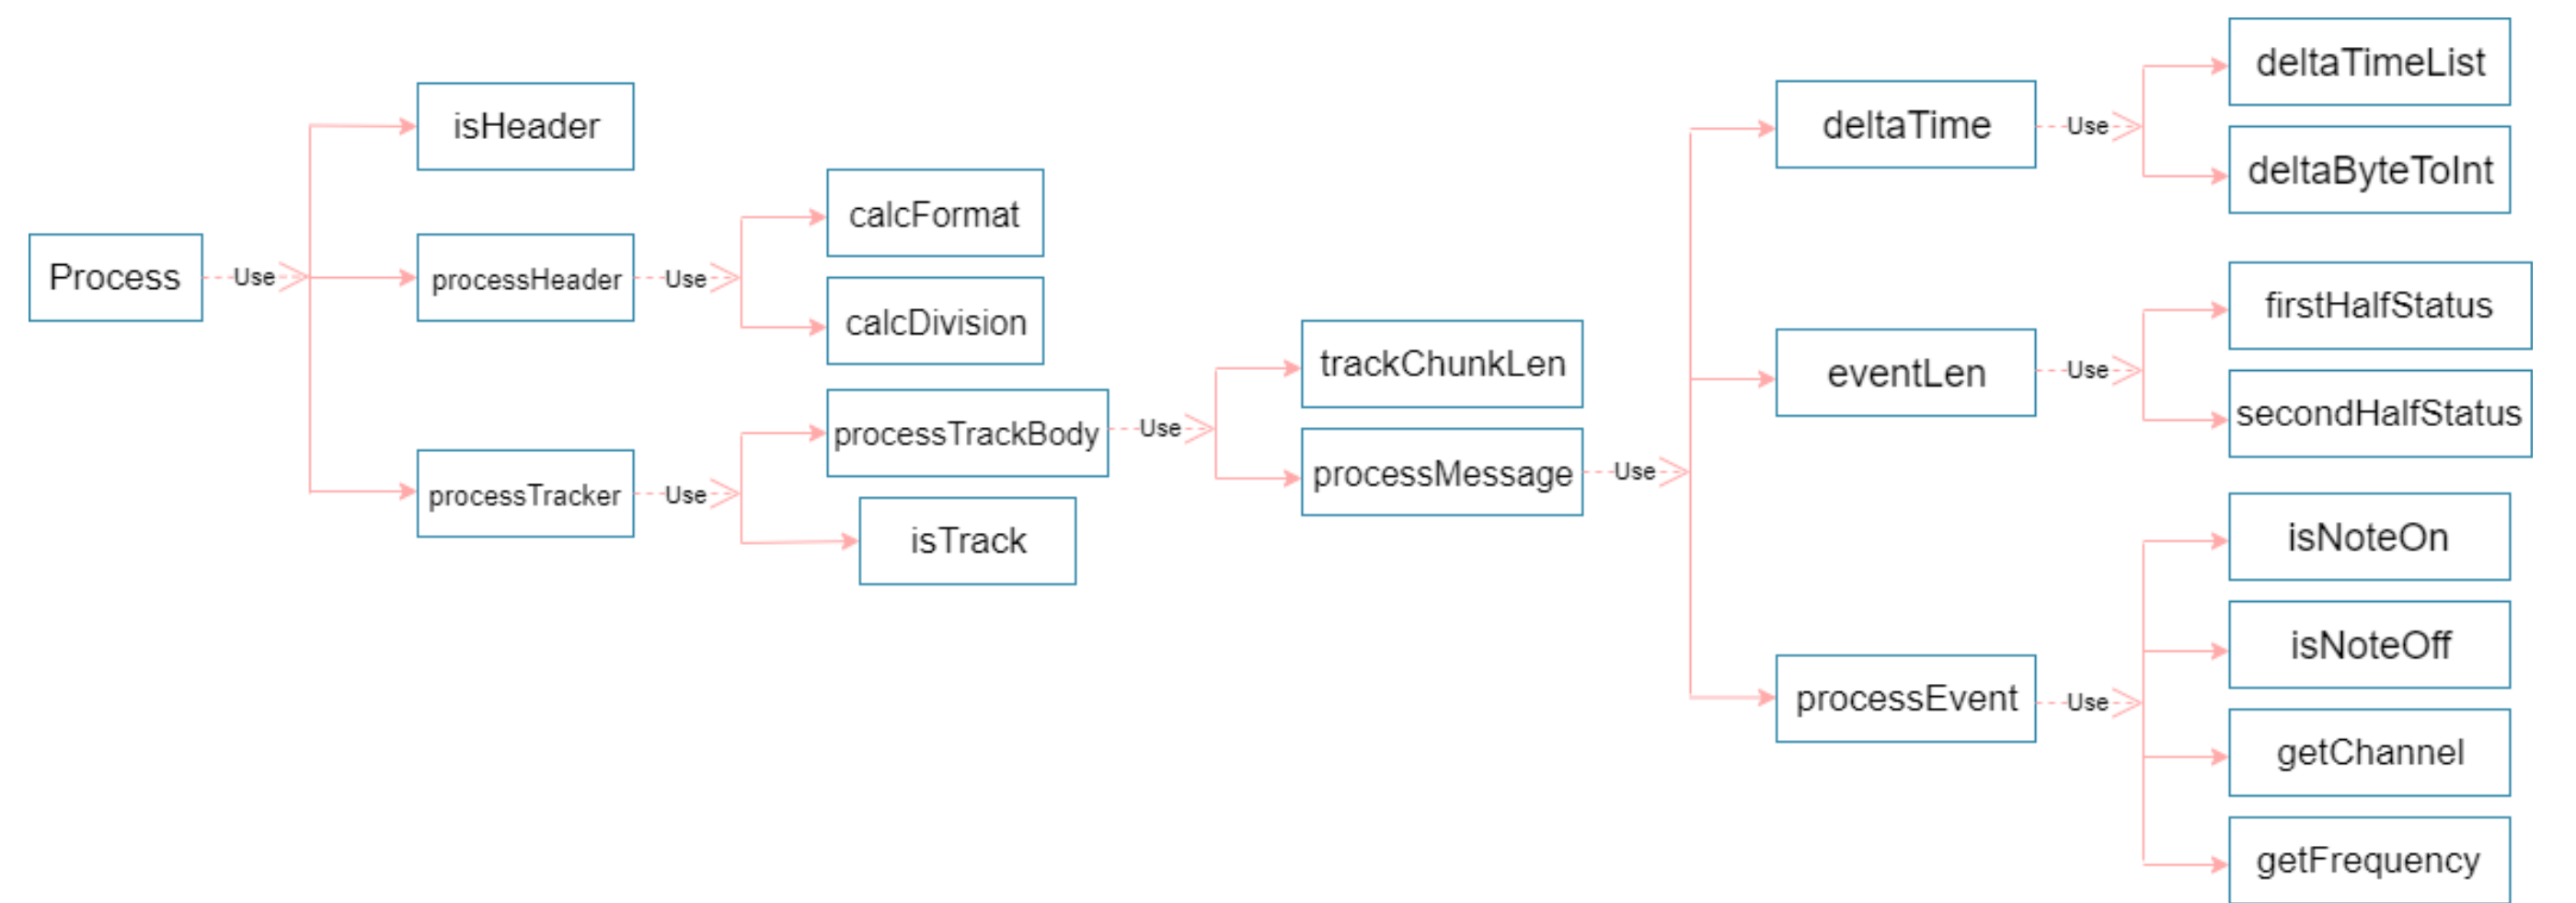 Process
Use
isHeader
processHeader
processTracker
Use
calcFormat
calcDivision
Use
processTrackBody
isTrack
Use
trackChunkLen
processMessage
Use
deltaTime
eventLen
processEvent
Use
deltaTimeList
deltaByteToInt
Use
firstHalfStatus
secondHalfStatus
Use
isNoteOn
isNoteOff
getChannel
getFrequency